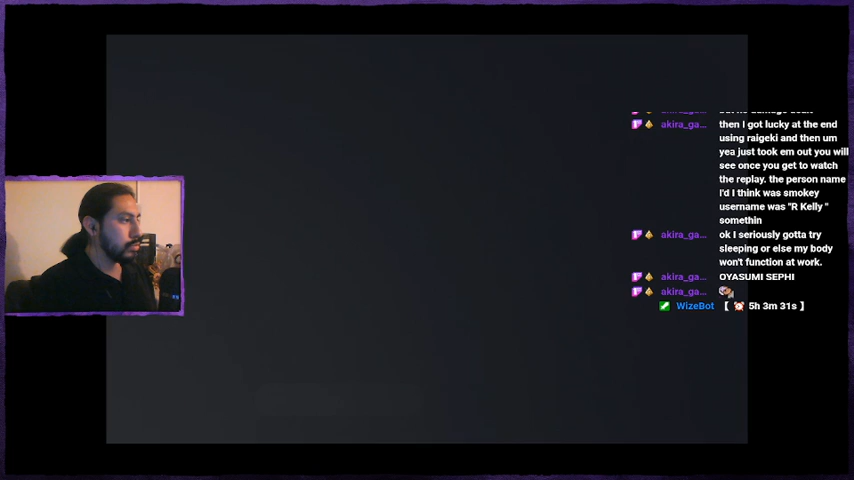 akira_ga... then I got lucky at the end
using raigeki and then um
yea just took em out you will
see once you get to watch
the replay. the person name
I'd I think was smokey
username was "R Kelly "
somethin
akira_ga... ok I seriously gotta try
sleeping or else my body
won't function at work.
akira_ga... OYASUMI SEPHI
akira_ga...
WizeBot 【 ⏰ 5h 3m 31s 】